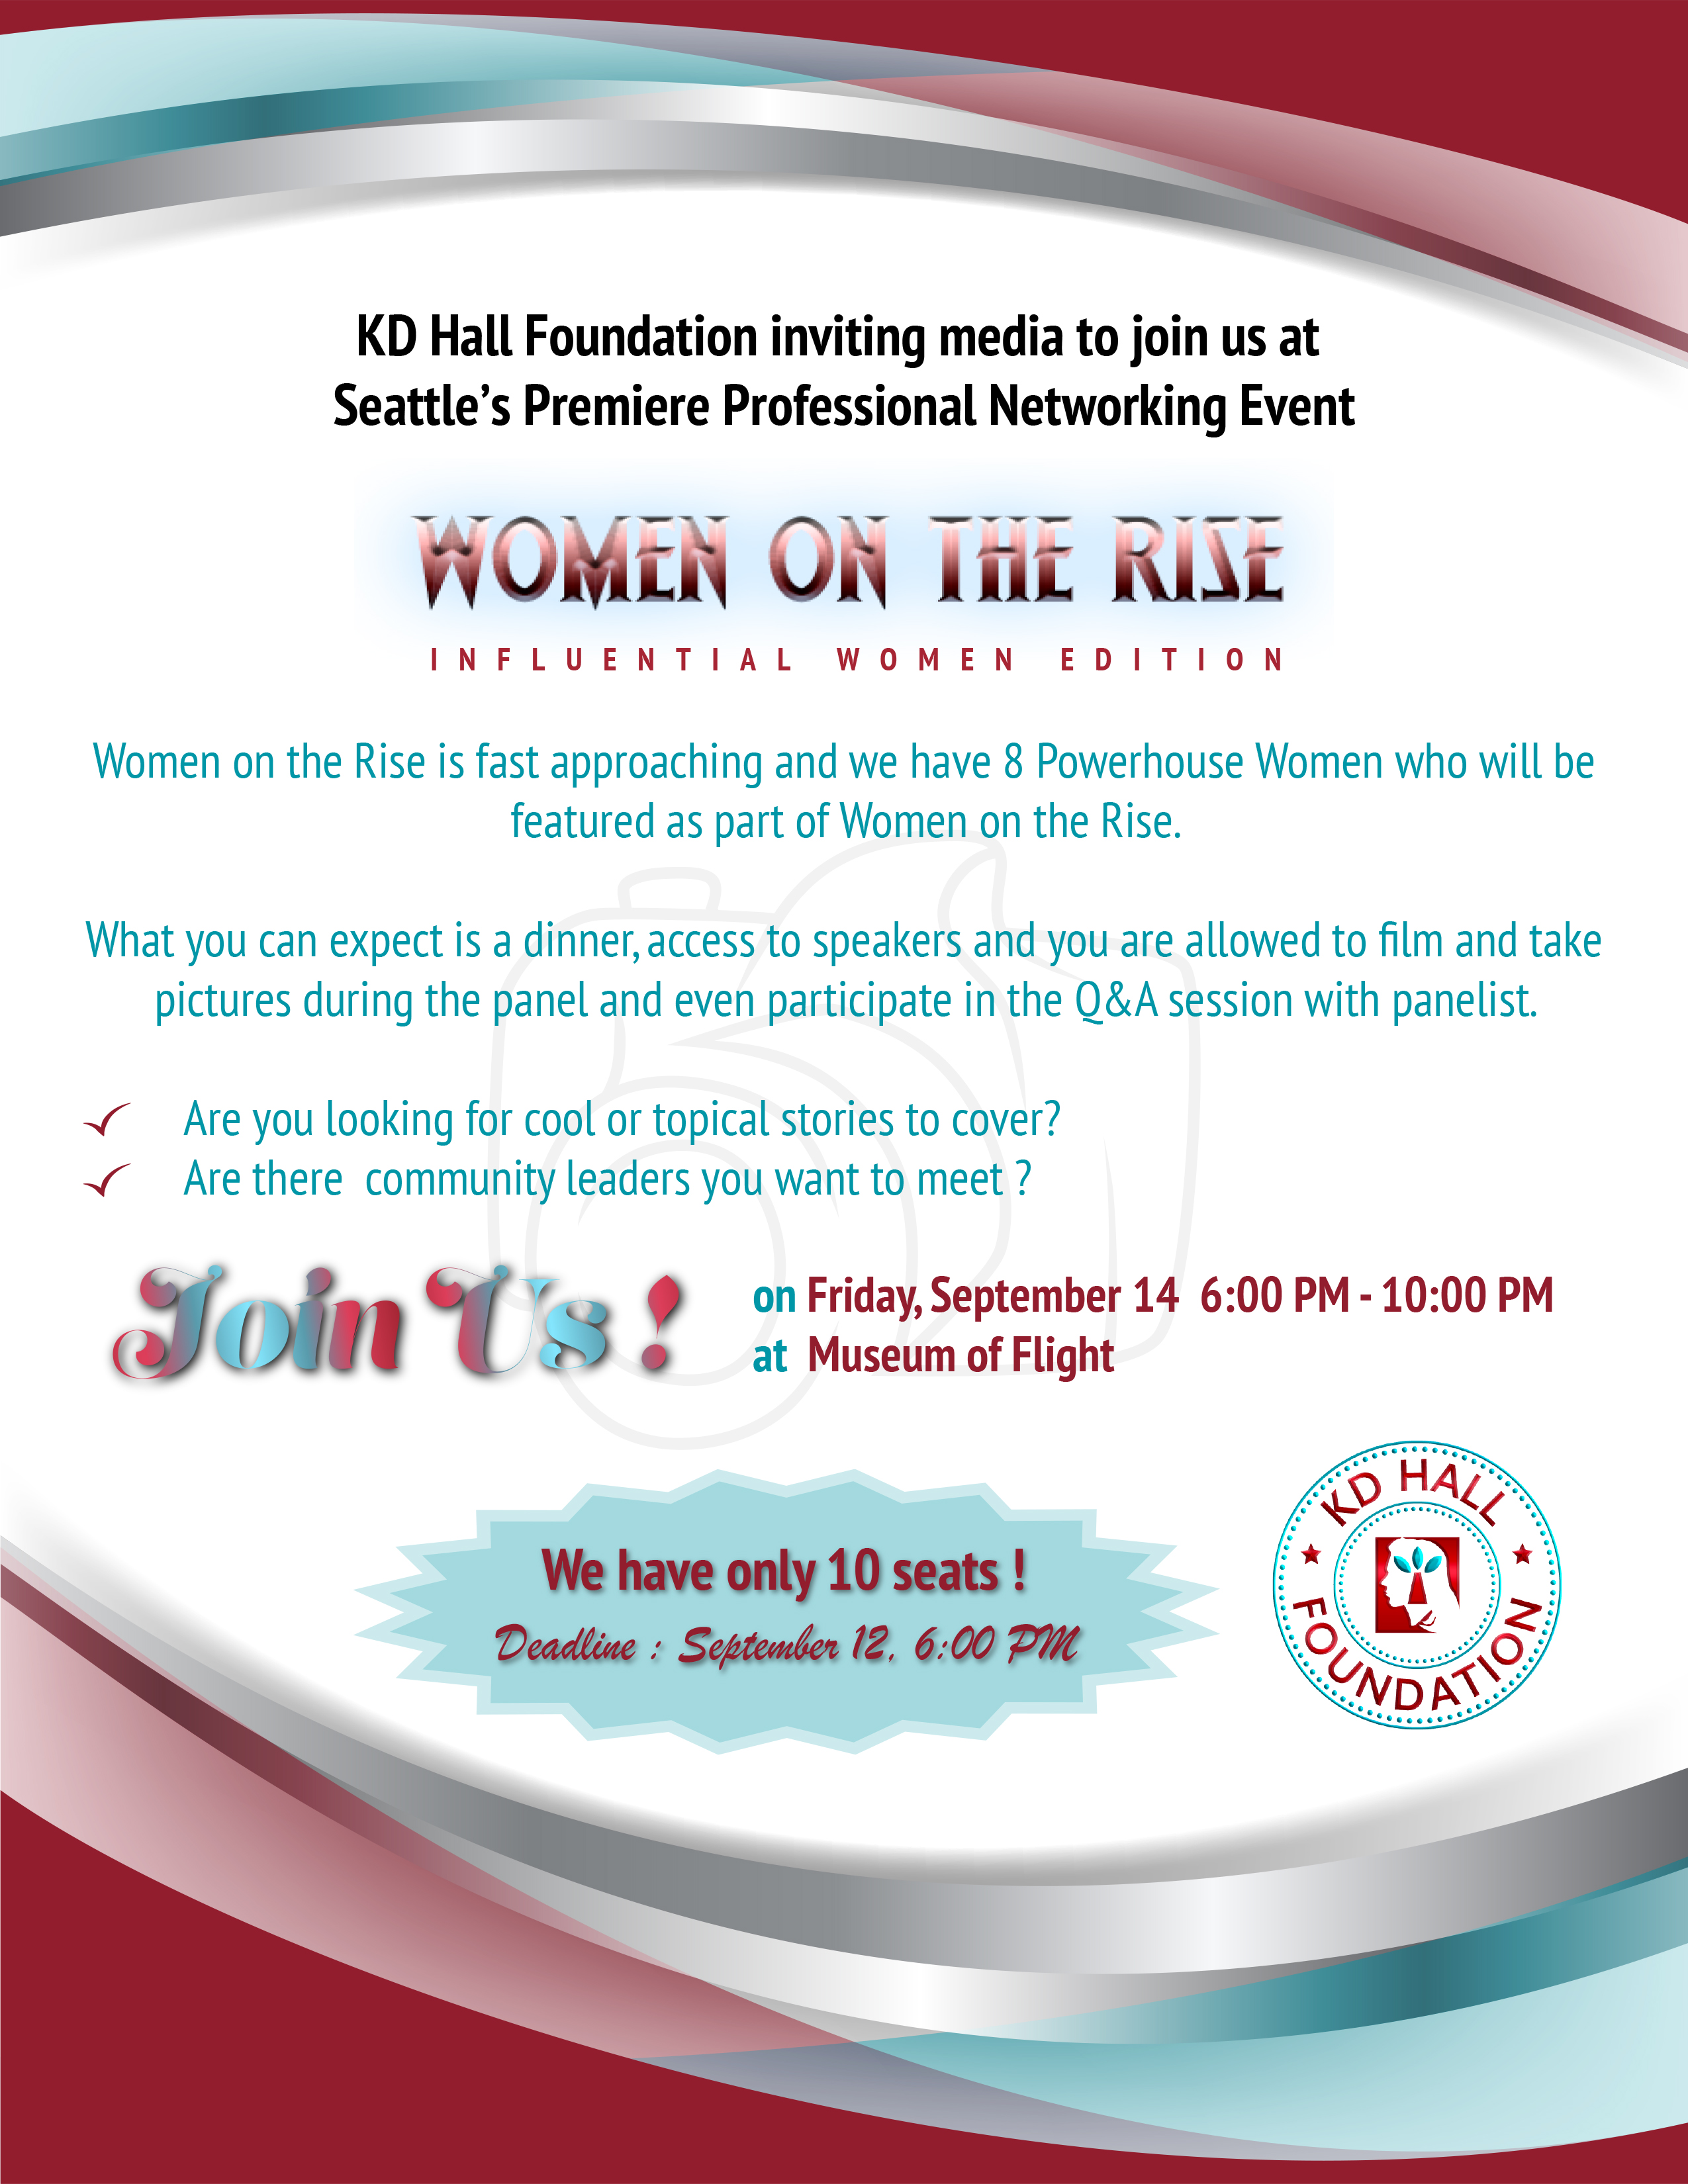 KD Hall Foundation inviting media to join us at
Seattle’s Premiere Professional Networking Event
WOMEN ON THE RISE
INFLUENTIAL WOMEN EDITION
Women on the Rise is fast approaching and we have 8 Powerhouse Women who will be
featured as part of Women on the Rise.
What you can expect is a dinner, access to speakers and you are allowed to film and take
pictures during the panel and even participate in the Q&A session with panelist.
Are you looking for cool or topical stories to cover?
Are there  community leaders you want to meet ?
Join Us !
on Friday, September 14  6:00 PM - 10:00 PM
at  Museum of Flight
We have only 10 seats !
Deadline : September 12, 6:00 PM
KD HALL
FOUNDATION